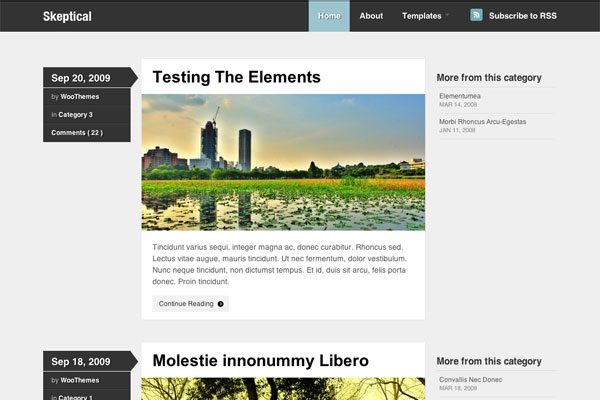 Skeptical
Home
About
Templates
Subscribe to RSS
Sep 20, 2009
by WooThemes
in Category 3
Comments ( 22 )
Testing The Elements
Tincidunt varius sequi, integer magna ac, donec curabitur. Rhoncus sed.
Lectus vitae augue, mauris tincidunt. Ut nec fermentum, dolor vestibulum.
Nunc neque tincidunt, non dictumst tempus. Et id, duis sit arcu, felis porta
donec. Proin tincidunt.
Continue Reading
More from this category
Elementumea
MAR 14, 2008
Morbi Rhoncus Arcu-Egestas
JAN 11, 2008
Sep 18, 2009
by WooThemes
in Category 1
Molestie innonummy Libero
More from this category
Convallis Nec Donec
MAR 18, 2008